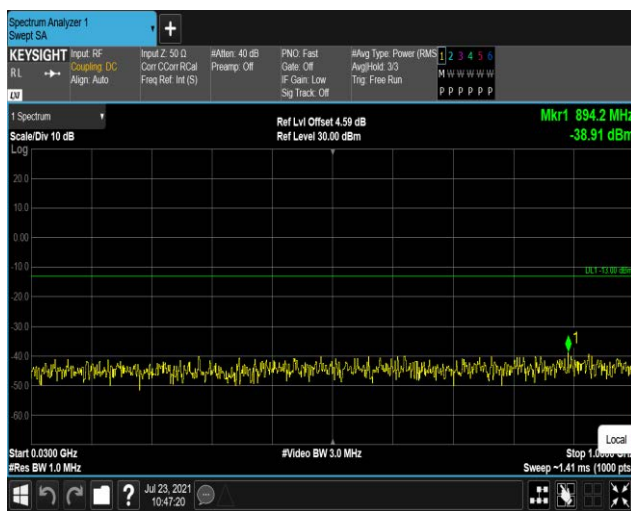 Spectrum Analyzer 1
Swept SA
+
KEYSIGHT
RL
Input: RF
Coupling: DC
Align: Auto
Input Z: 50 Ω
Corr CCorr RCal
Freq Ref: Int (S)
#Atten: 40 dB
Preamp: Off
PNO: Fast
Gate: Off
IF Gain: Low
Sig Track: Off
#Avg Type: Power (RMS
Avg|Hold: 3/3
Trig: Free Run
1 2 3 4 5 6
M W W W W W
P P P P P P
1 Spectrum
Scale/Div 10 dB
Ref Lvl Offset 4.59 dB
Ref Level 30.00 dBm
Mkr1 894.2 MHz
-38.91 dBm
Log
20.0
10.0
0.00
-10.0
DL1 -13.00 dBm
-20.0
-30.0
1
-40.0
-50.0
-60.0
Local
Start 0.0300 GHz
#Video BW 3.0 MHz
Stop
#Res BW 1.0 MHz
Sweep ~1.41 ms (1000 pts
?
Jul 23, 2021
10:47:20